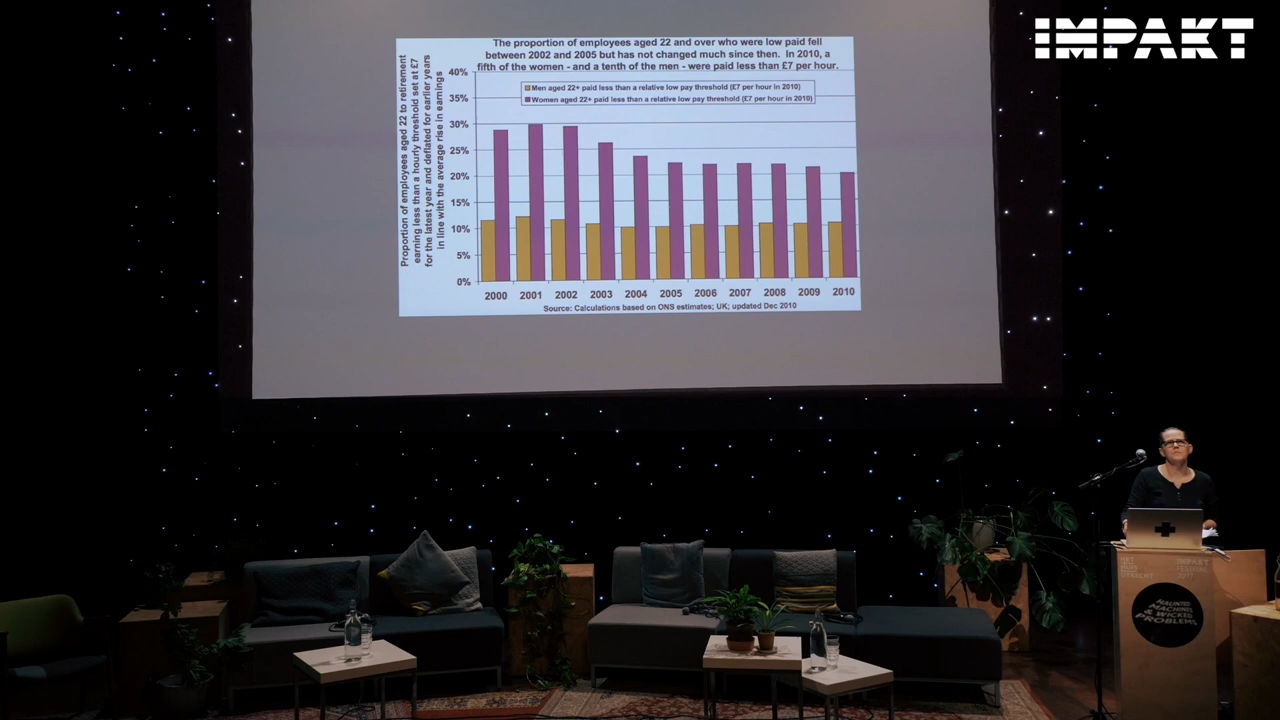 IMPAKT
The proportion of employees aged 22 and over who were low paid fell
between 2002 and 2005 but has not changed much since then. In 2010, a
fifth of the women - and a tenth of the men - were paid less than £7 per hour.
Proportion of employees aged 22 to retirement
earning less than a hourly threshold set at £7
for the latest year and deflated for earlier years
in line with the average rise in earnings
40%
35%
30%
25%
20%
15%
10%
5%
0%
Men aged 22+ paid less than a relative low pay threshold (£7 per hour in 2010)
Women aged 22+ paid less than a relative low pay threshold (£7 per hour in 2010)
2000 2001 2002 2003 2004 2005 2006 2007 2008 2009 2010
Source: Calculations based on ONS estimates; UK; updated Dec 2010
UTRECHT
IMPAKT
FESTIVAL
2017
HAUNTED
MACHINES
& WICKED
PROBLEMS